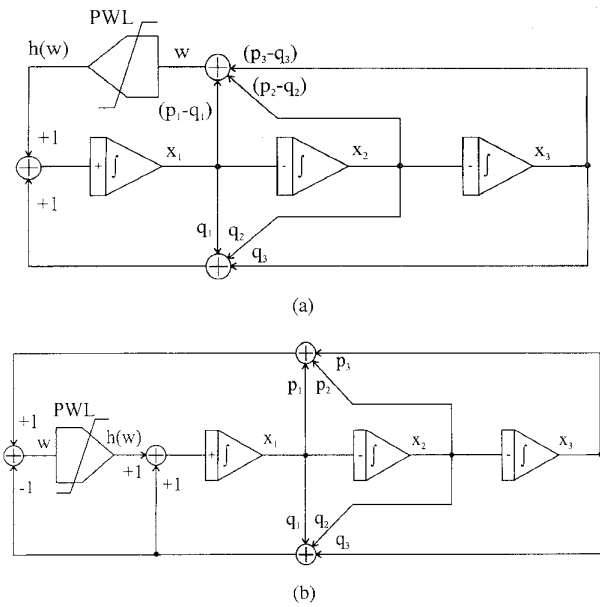 PWL
h(w) w (p₃-q₃)
(p₂-q₂)
(p₁-q₁)
+1
+ ∫ x₁ - ∫ x₂ - ∫ x₃
+1
q₁ q₂
q₃
(a)
p₃
p₁ p₂
+1 PWL
w h(w) +1 + ∫ x₁ - ∫ x₂ - ∫ x₃
-1 +1
q₁ q₂
q₃
(b)